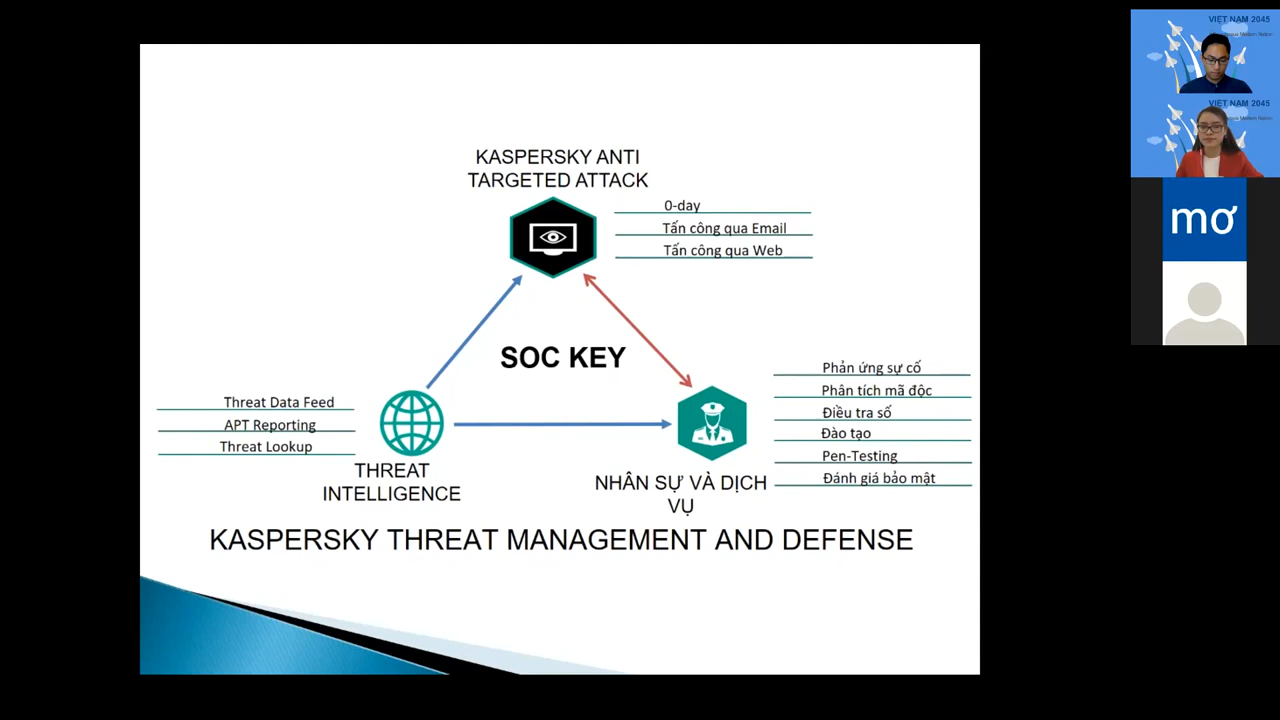 KASPERSKY ANTI
TARGETED ATTACK
0-day
Tấn công qua Email
Tấn công qua Web
SOC KEY
Threat Data Feed
APT Reporting
Threat Lookup
THREAT
INTELLIGENCE
Phản ứng sự cố
Phân tích mã độc
Điều tra số
Đào tạo
Pen-Testing
Đánh giá bảo mật
NHÂN SỰ VÀ DỊCH
VỤ
KASPERSKY THREAT MANAGEMENT AND DEFENSE
VIỆT NAM 2045
VIỆT NAM 2045
mơ